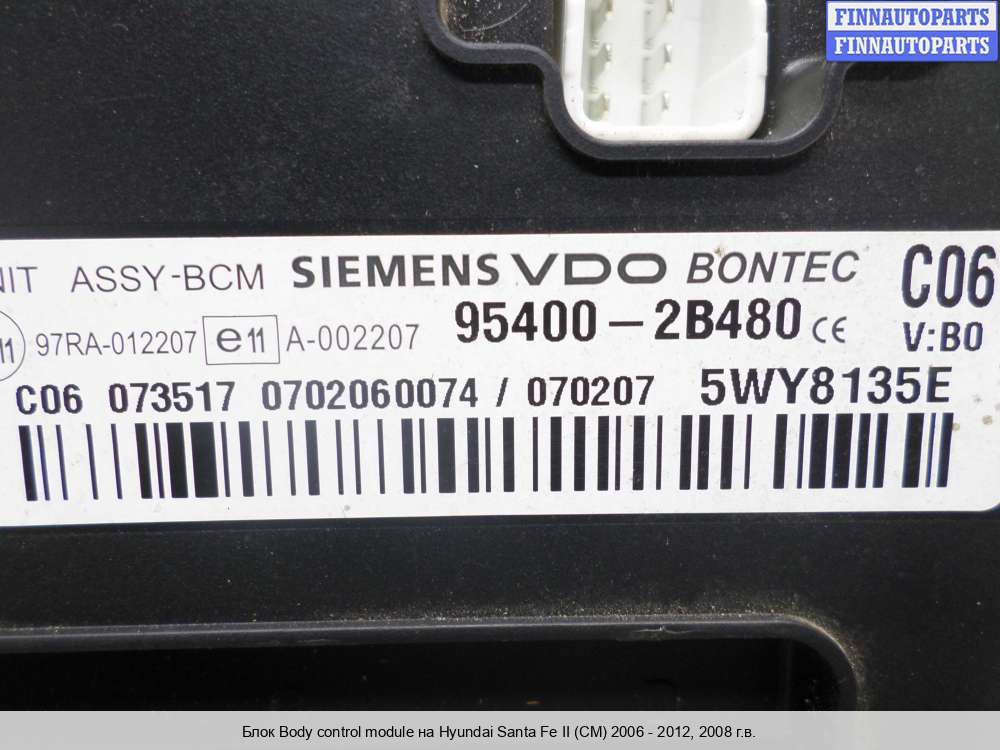 FINNAUTOPARTS
FINNAUTOPARTS
ASSY-BCM SIEMENS VDO BONTEC C06
97RA-012207 e11 A-002207 95400-2B480 CE V:B0
C06 073517 0702060074 / 070207 5WY8135E
Блок Body control module на Hyundai Santa Fe II (CM) 2006 - 2012, 2008 г.в.